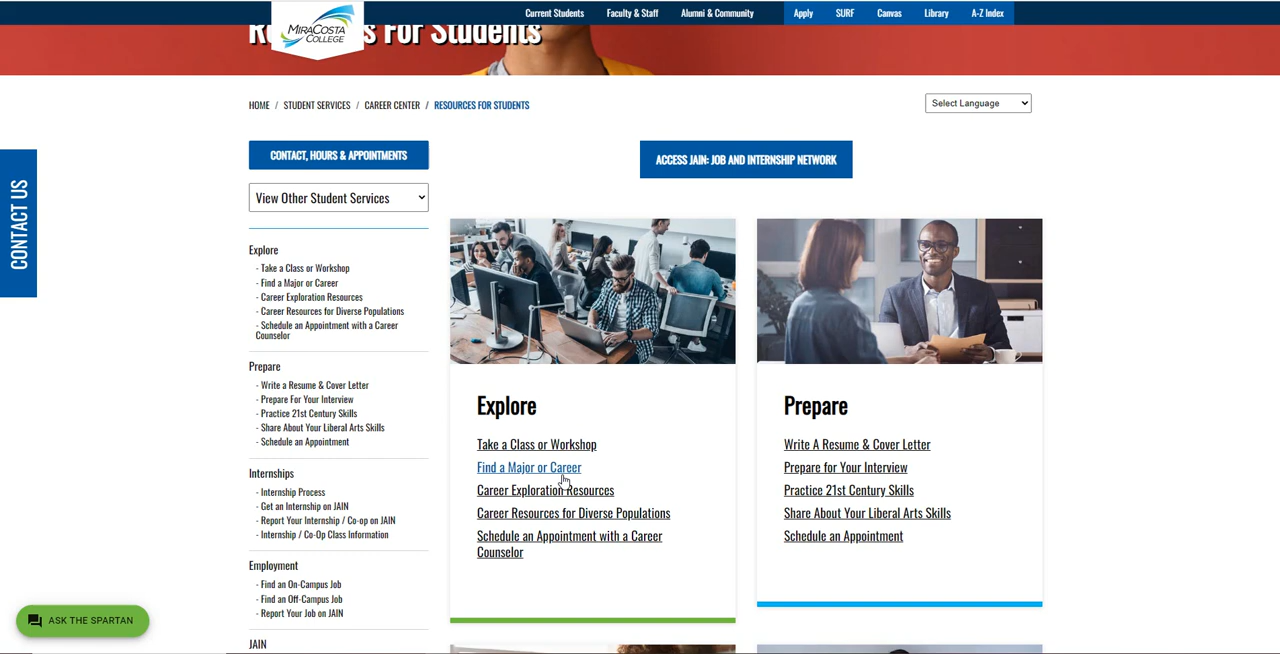 Current Students
Faculty & Staff
Alumni & Community
Apply
SURF
Canvas
Library
A-Z Index
MIRACOSTA
COLLEGE
s For Students
HOME / STUDENT SERVICES / CAREER CENTER / RESOURCES FOR STUDENTS
Select Language
CONTACT US
CONTACT, HOURS & APPOINTMENTS
View Other Student Services
Explore
- Take a Class or Workshop
- Find a Major or Career
- Career Exploration Resources
- Career Resources for Diverse Populations
- Schedule an Appointment with a Career
Counselor
Prepare
- Write a Resume & Cover Letter
- Prepare For Your Interview
- Practice 21st Century Skills
- Share About Your Liberal Arts Skills
- Schedule an Appointment
Internships
- Internship Process
- Get an Internship on JAIN
- Report Your Internship / Co-op on JAIN
- Internship / Co-Op Class Information
Employment
- Find an On-Campus Job
- Find an Off-Campus Job
- Report Your Job on JAIN
JAIN
ASK THE SPARTAN
ACCESS JAIN: JOB AND INTERNSHIP NETWORK
Explore
Take a Class or Workshop
Find a Major or Career
Career Exploration Resources
Career Resources for Diverse Populations
Schedule an Appointment with a Career
Counselor
Prepare
Write A Resume & Cover Letter
Prepare for Your Interview
Practice 21st Century Skills
Share About Your Liberal Arts Skills
Schedule an Appointment